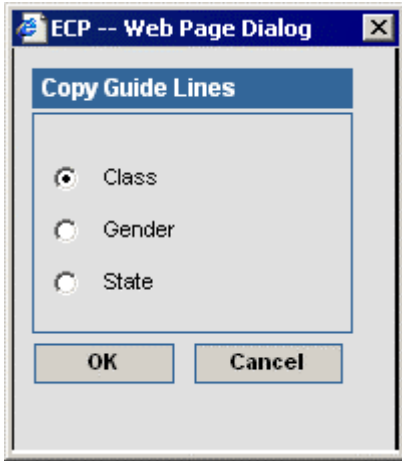 ECP -- Web Page Dialog
Copy Guide Lines
Class
Gender
State
OK Cancel